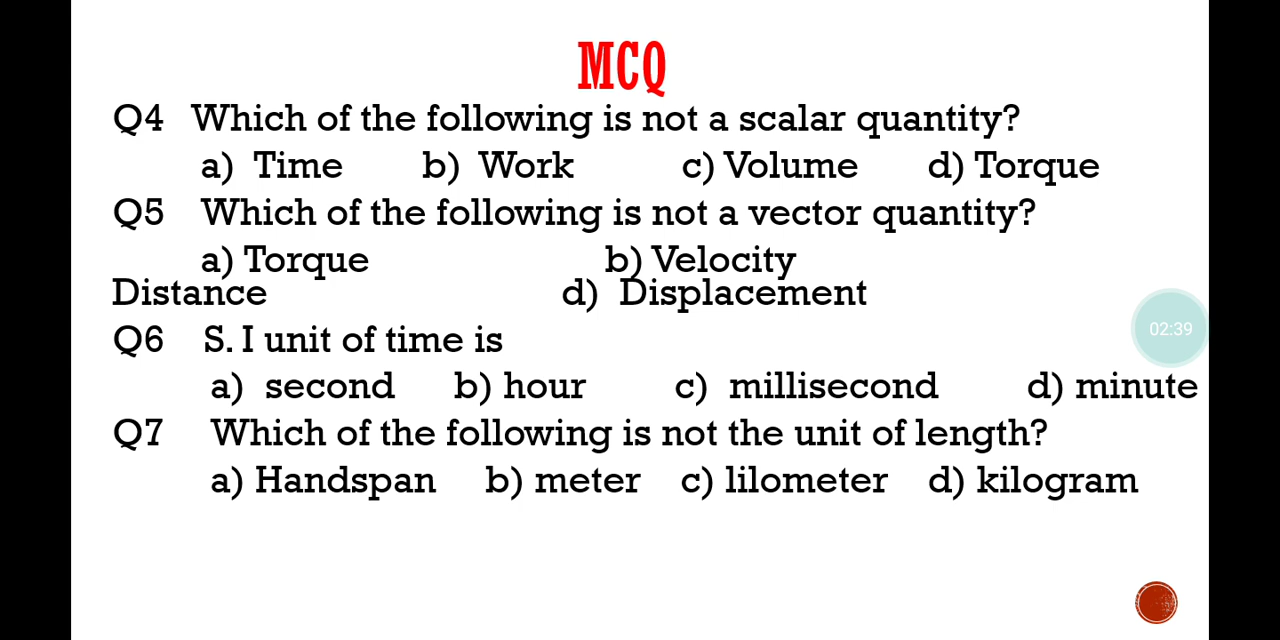 MCQ
Q4 Which of the following is not a scalar quantity?
a) Time b) Work c) Volume d) Torque
Q5 Which of the following is not a vector quantity?
a) Torque b) Velocity
Distance d) Displacement
02:39
Q6 S. I unit of time is
a) second b) hour c) millisecond d) minute
Q7 Which of the following is not the unit of length?
a) Handspan b) meter c) lilometer d) kilogram